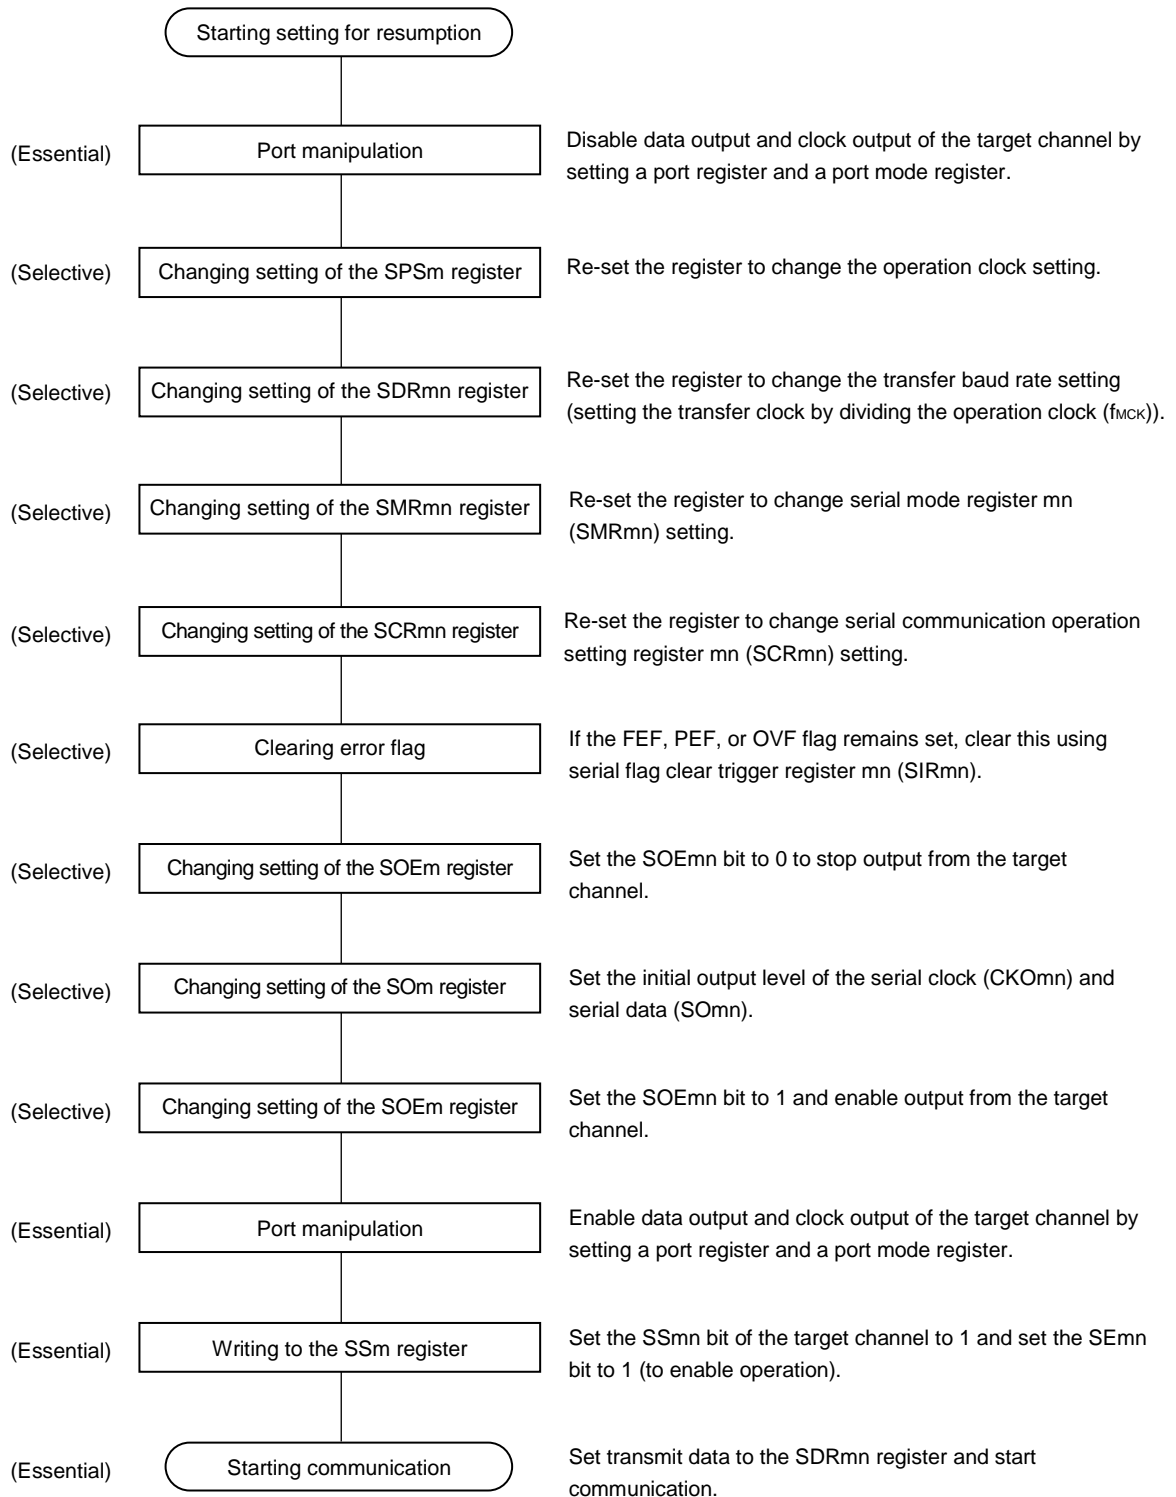 Starting setting for resumption
(Essential)
Port manipulation
Disable data output and clock output of the target channel by
setting a port register and a port mode register.
(Selective)
Changing setting of the SPSm register
Re-set the register to change the operation clock setting.
(Selective)
Changing setting of the SDRmn register
Re-set the register to change the transfer baud rate setting
(setting the transfer clock by dividing the operation clock (fMCK)).
(Selective)
Changing setting of the SMRmn register
Re-set the register to change serial mode register mn
(SMRmn) setting.
(Selective)
Changing setting of the SCRmn register
Re-set the register to change serial communication operation
setting register mn (SCRmn) setting.
(Selective)
Clearing error flag
If the FEF, PEF, or OVF flag remains set, clear this using
serial flag clear trigger register mn (SIRmn).
(Selective)
Changing setting of the SOEm register
Set the SOEmn bit to 0 to stop output from the target
channel.
(Selective)
Changing setting of the SOm register
Set the initial output level of the serial clock (CKOmn) and
serial data (SOmn).
(Selective)
Changing setting of the SOEm register
Set the SOEmn bit to 1 and enable output from the target
channel.
(Essential)
Port manipulation
Enable data output and clock output of the target channel by
setting a port register and a port mode register.
(Essential)
Writing to the SSm register
Set the SSmn bit of the target channel to 1 and set the SEmn
bit to 1 (to enable operation).
(Essential)
Starting communication
Set transmit data to the SDRmn register and start
communication.